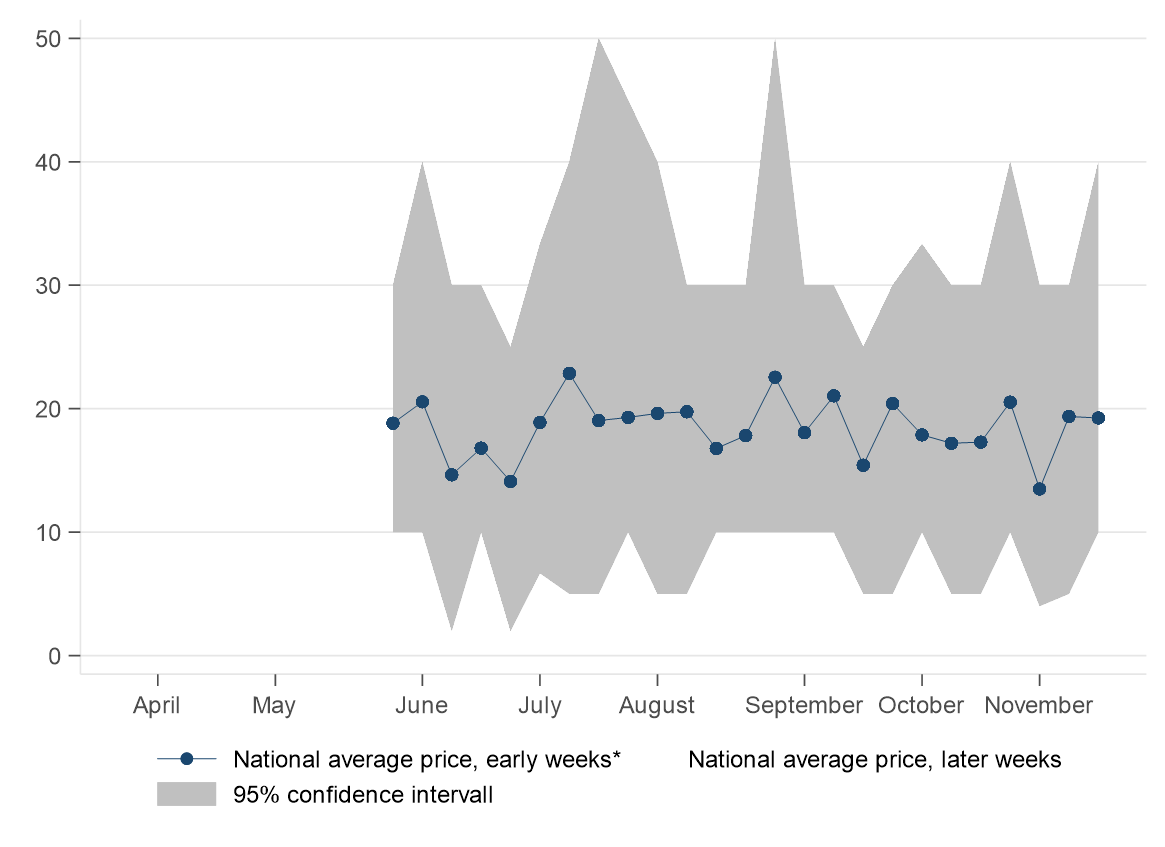 50
40
30
20
10
0
April May June July August September October November
National average price, early weeks* National average price, later weeks
95% confidence intervall